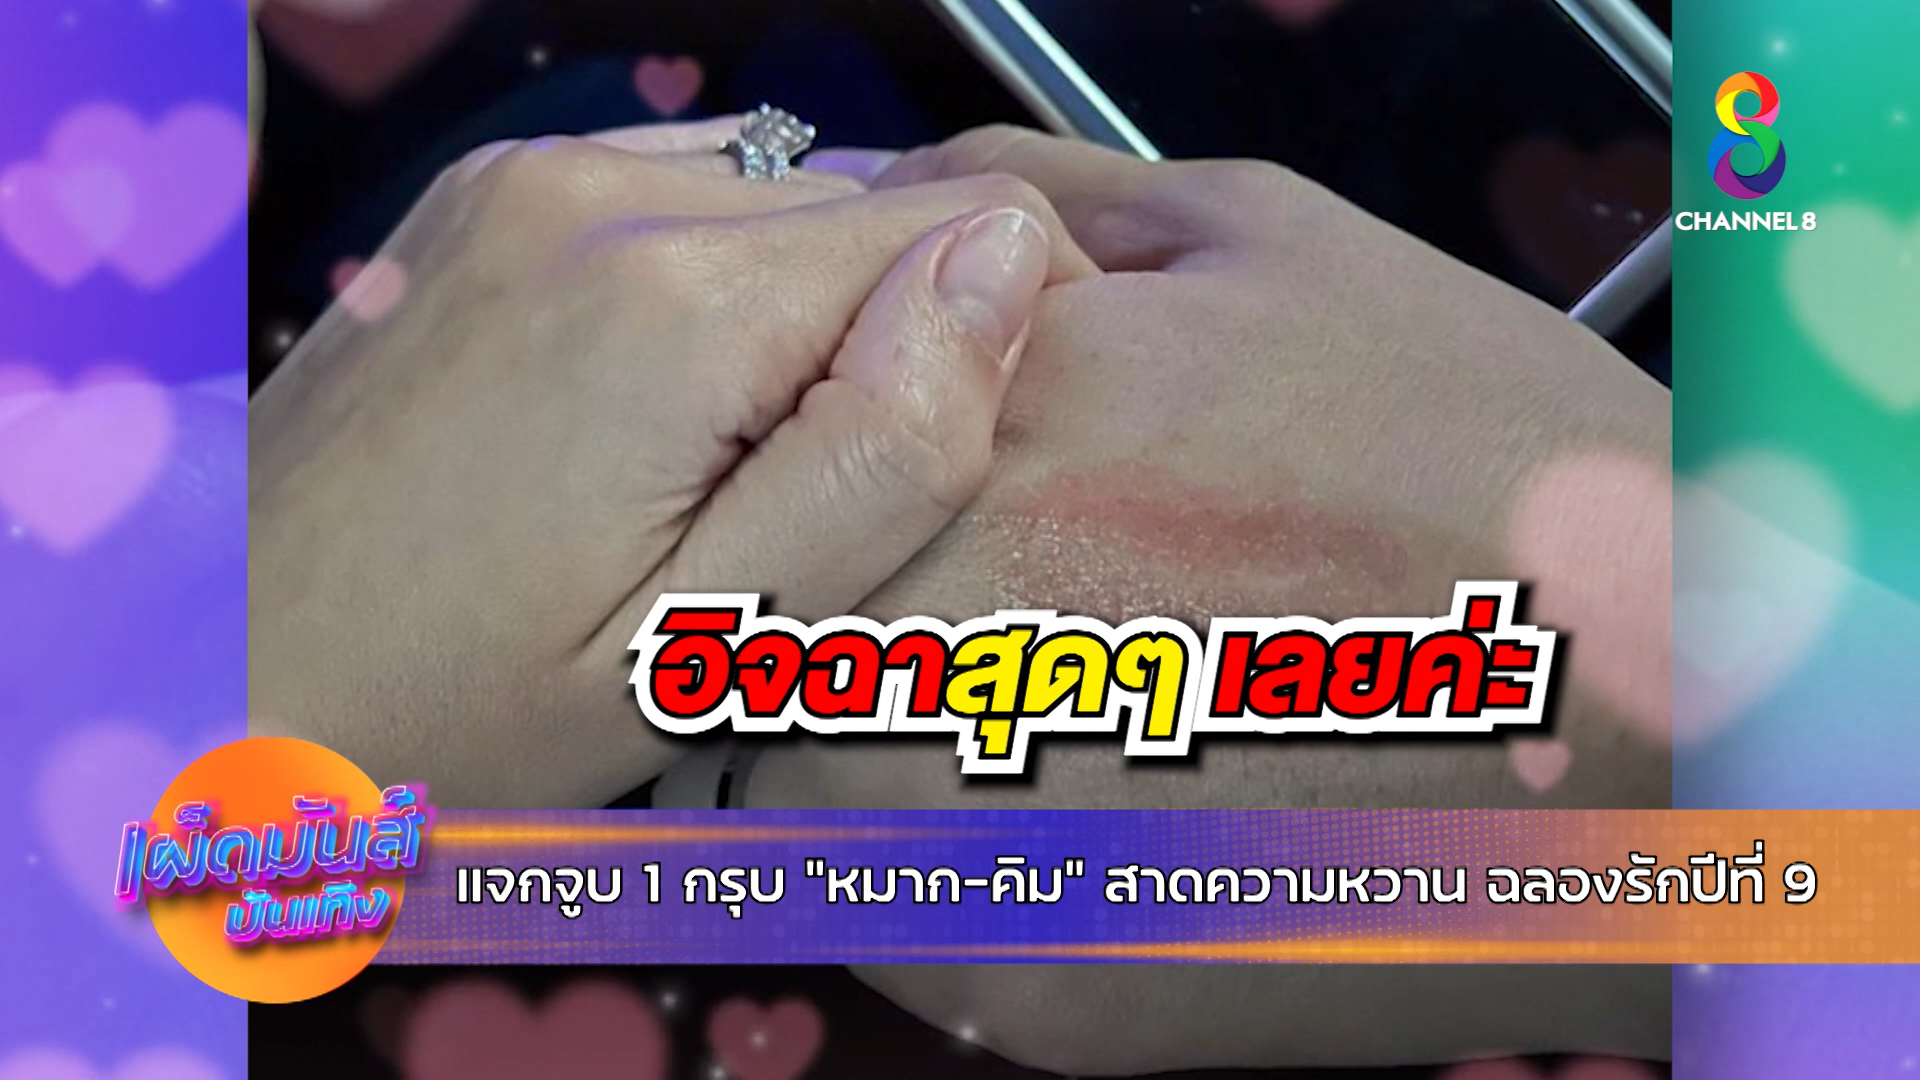 CHANNEL 8
อิจฉาสุดๆ เลยค่ะ
เผ็ดมันส์
บันเทิง
แจกจูบ 1 กรุบ "หมาก-คิม" สาดความหวาน ฉลองรักปีที่ 9